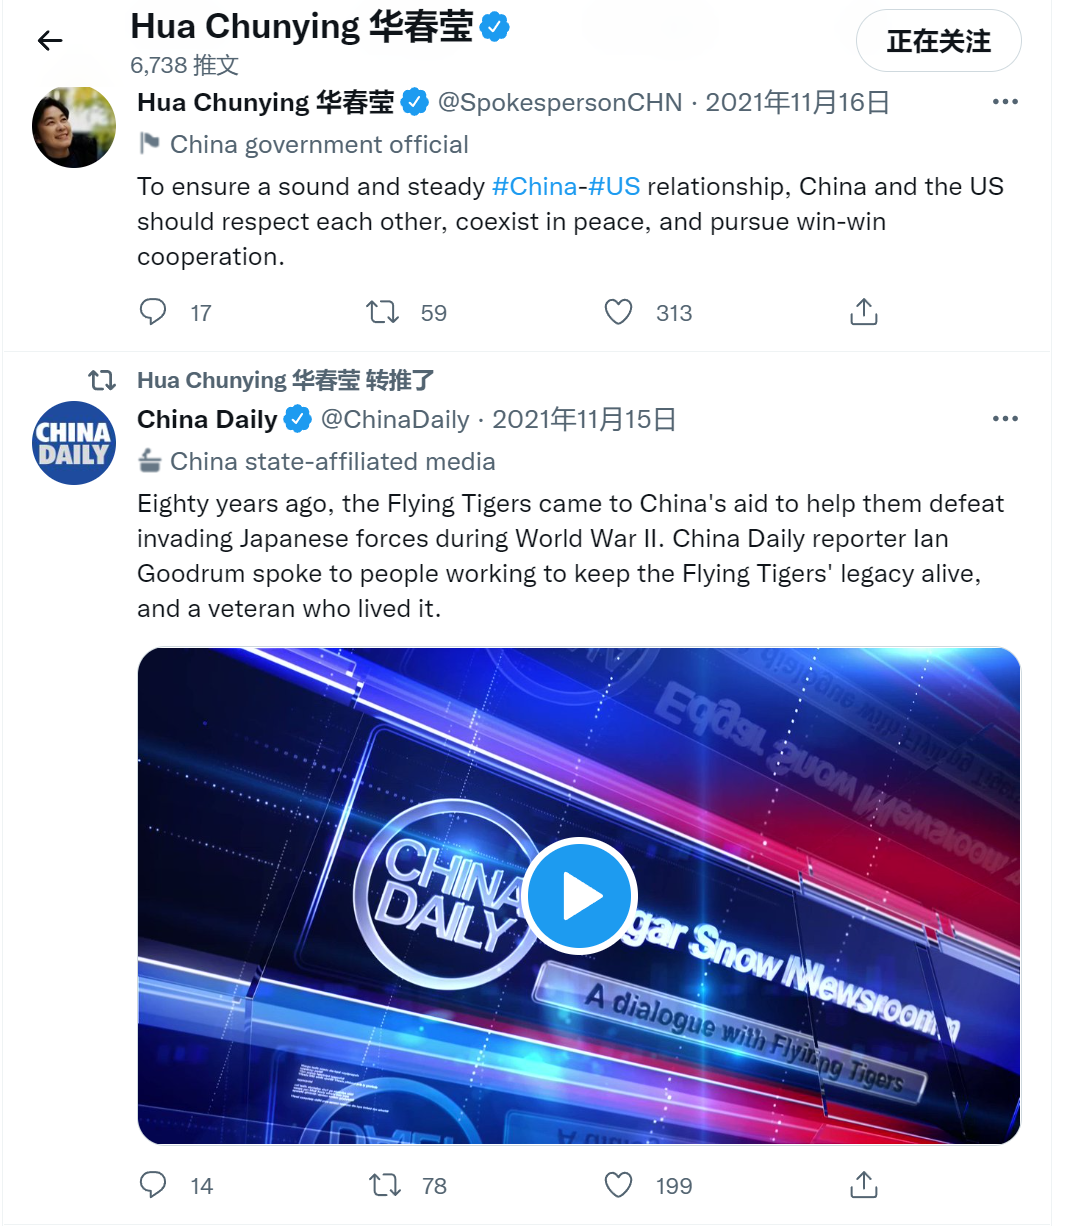 Hua Chunying 华春莹
6,738 推文
正在关注
Hua Chunying 华春莹 @SpokespersonCHN · 2021年11月16日
China government official
To ensure a sound and steady #China-#US relationship, China and the US
should respect each other, coexist in peace, and pursue win-win
cooperation.
17 59 313
Hua Chunying 华春莹 转推了
CHINA
DAILY
China Daily @ChinaDaily · 2021年11月15日
China state-affiliated media
Eighty years ago, the Flying Tigers came to China's aid to help them defeat
invading Japanese forces during World War II. China Daily reporter Ian
Goodrum spoke to people working to keep the Flying Tigers' legacy alive,
and a veteran who lived it.
CHINA
DAILY
gar Snow Newsroom
A dialogue with Flying Tigers
14 78 199